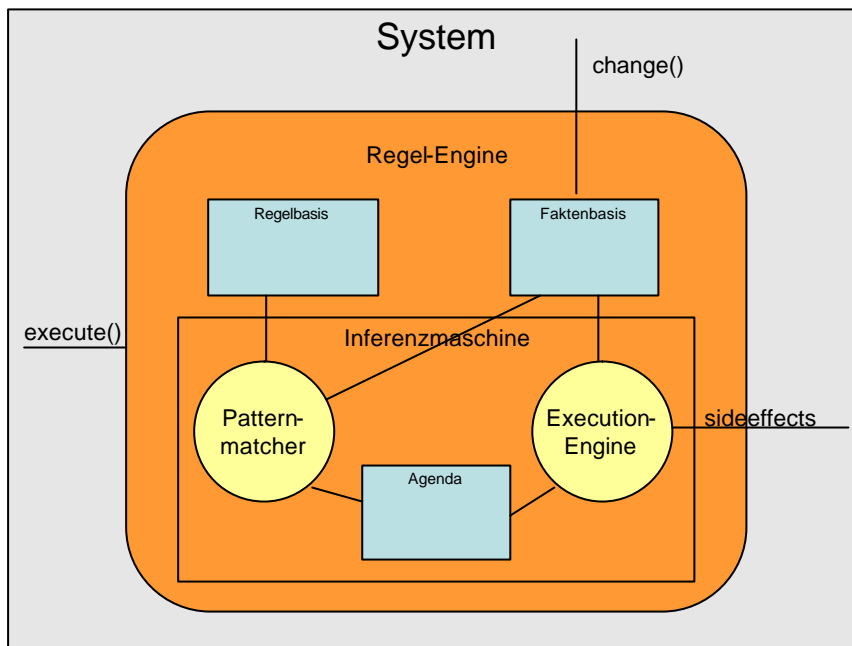 System
change()
Regel-Engine
Regelbasis
Faktenbasis
execute()
Inferenzmaschine
Pattern-
matcher
Execution-
Engine
sideeffects
Agenda